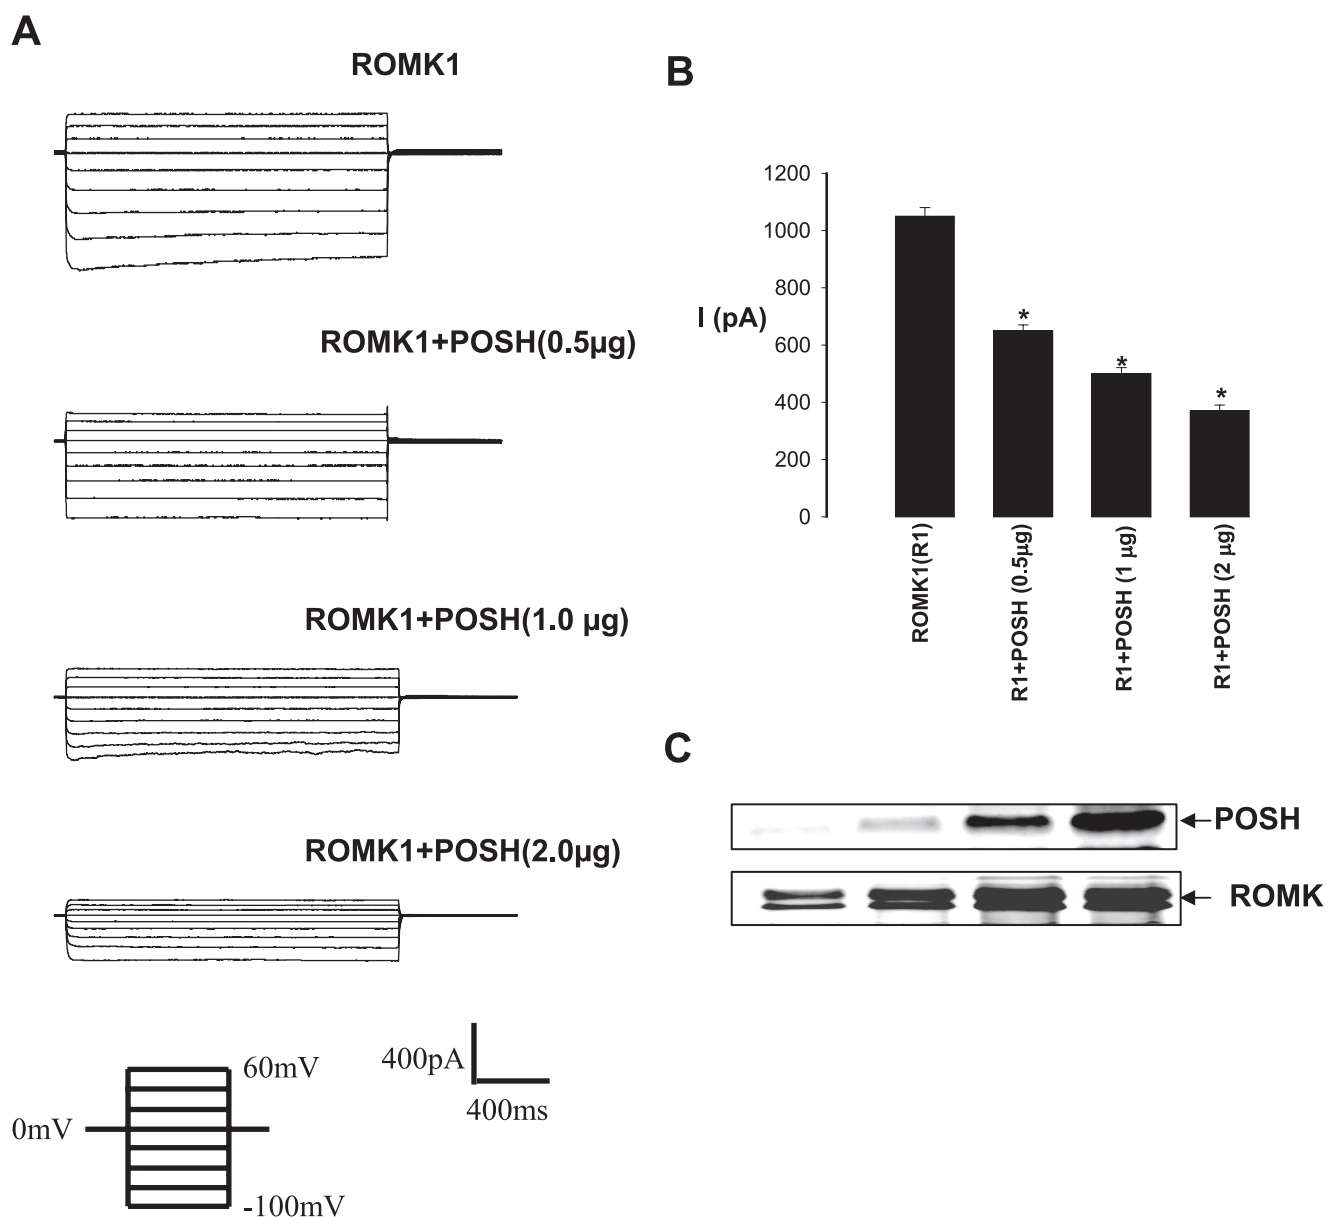 A
ROMK1
ROMK1+POSH(0.5µg)
ROMK1+POSH(1.0 µg)
ROMK1+POSH(2.0µg)
60mV
0mV
-100mV
400pA
400ms
B
1200
1000
800
600
400
200
0
I (pA)
*
*
*
ROMK1(R1)
R1+POSH (0.5µg)
R1+POSH (1 µg)
R1+POSH (2 µg)
C
POSH
ROMK